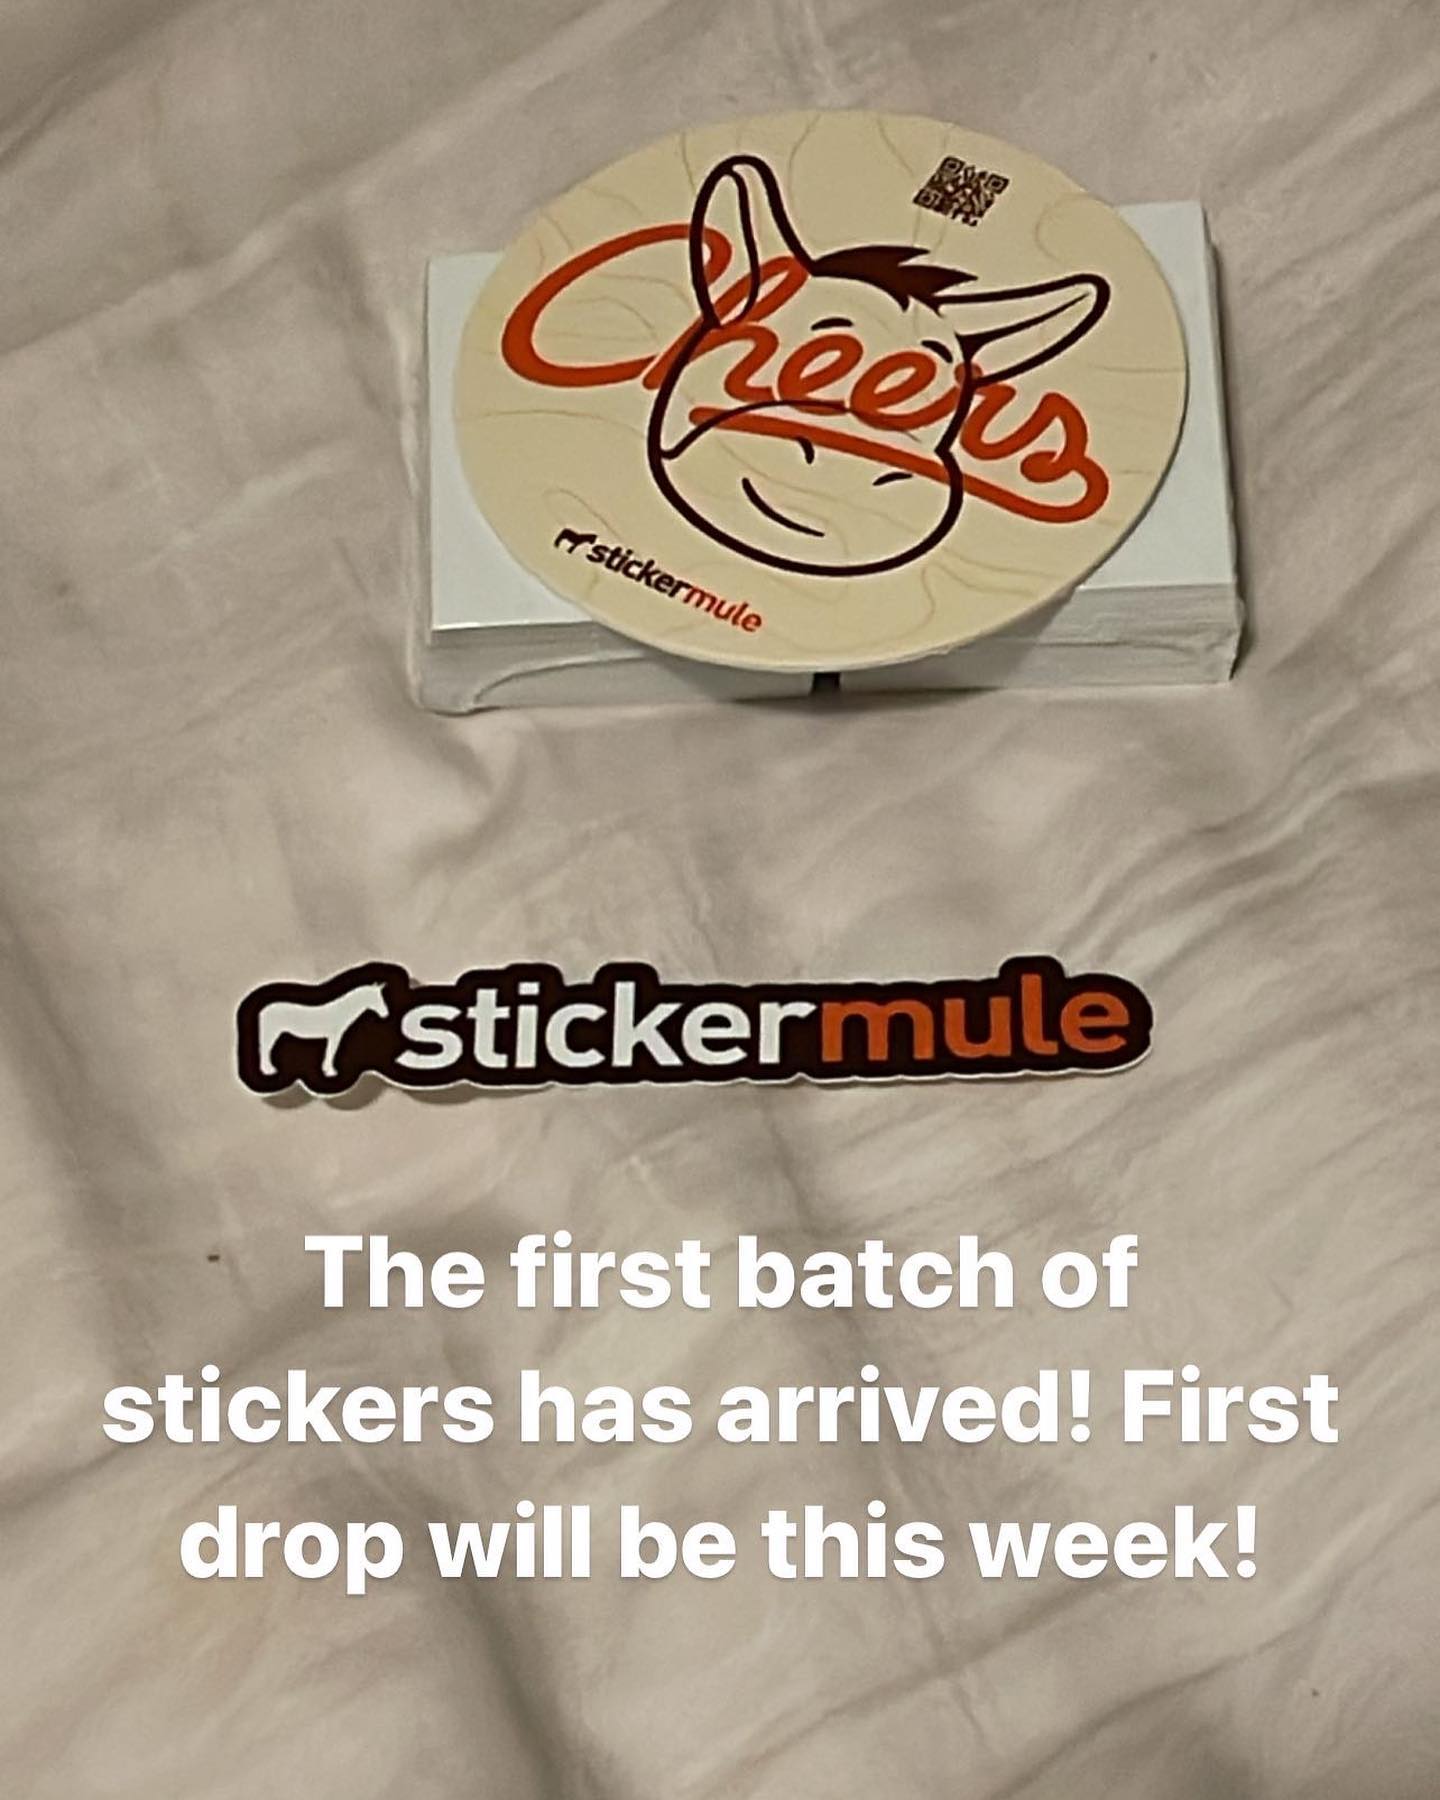 Cheers
stickermule
stickermule
The first batch of
stickers has arrived! First
drop will be this week!